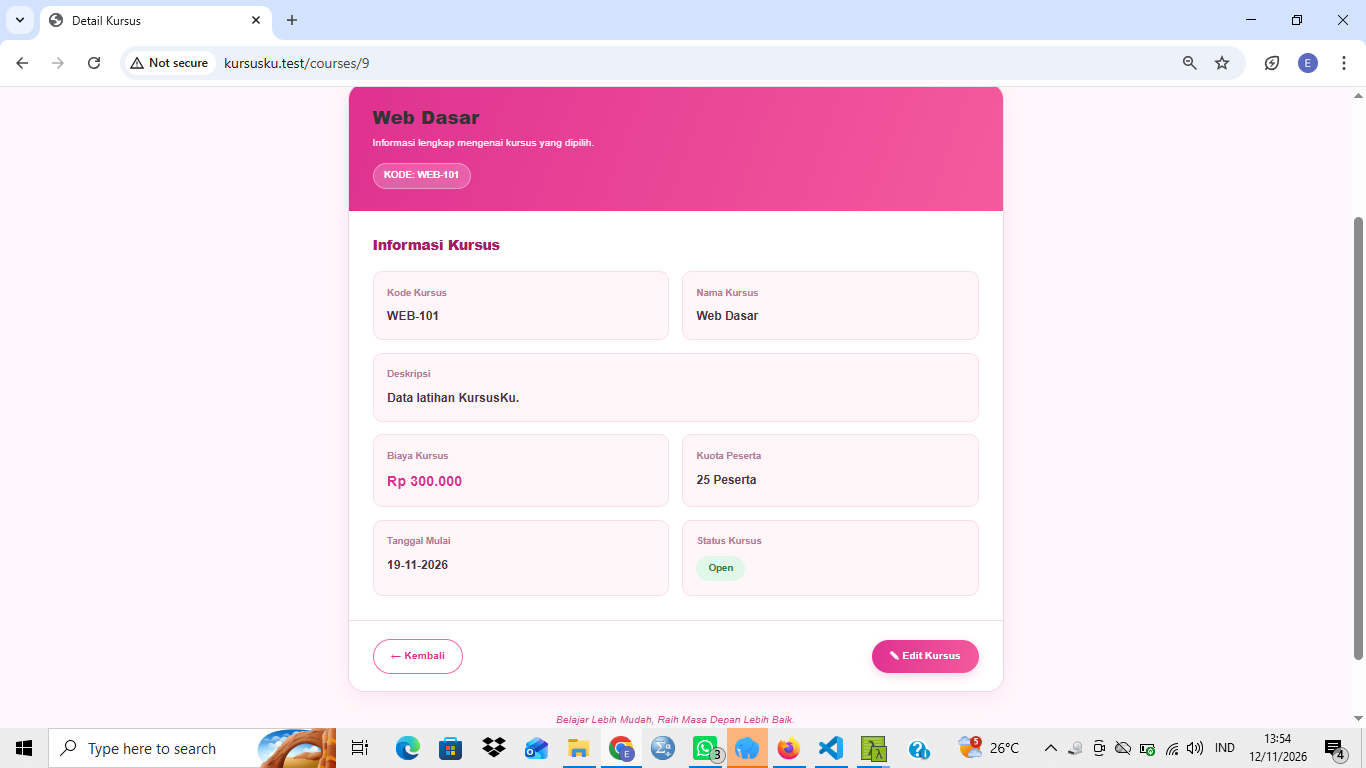 Detail Kursus
Not secure
kursusku.test/courses/9
E
Web Dasar
Informasi lengkap mengenai kursus yang dipilih.
KODE: WEB-101
Informasi Kursus
Kode Kursus
WEB-101
Nama Kursus
Web Dasar
Deskripsi
Data latihan KursusKu.
Biaya Kursus
Rp 300.000
Kuota Peserta
25 Peserta
Tanggal Mulai
19-11-2026
Status Kursus
Open
← Kembali
✎ Edit Kursus
Belajar Lebih Mudah, Raih Masa Depan Lebih Baik.
Type here to search
E
3
5
26°C
IND
13:54
12/11/2026
4